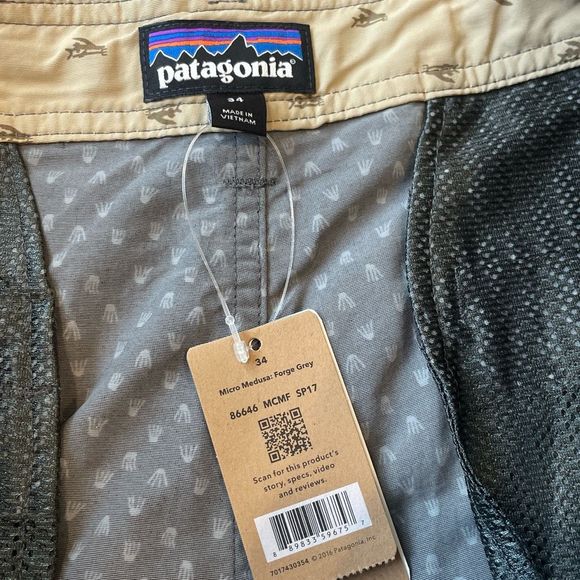 patagonia®
34
MADE IN
VIETNAM
34
Micro Medusa: Forge Grey
86646 MCMF SP17
Scan for this product's
story, specs, video
and reviews.
8 89833 59675 7
7017430354 © 2016 Patagonia, Inc.